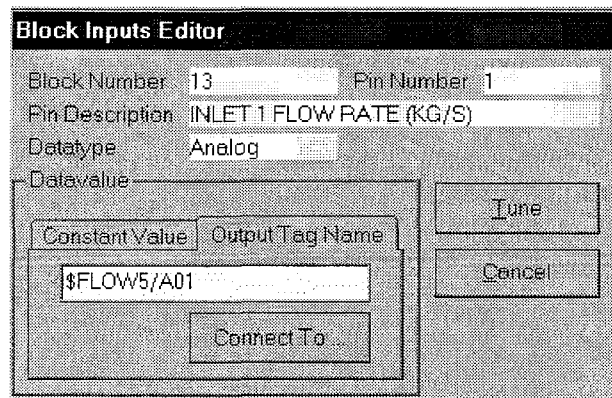 Block Inputs Editor
Block Number 13 Pin Number 1
Pin Description INLET 1 FLOW RATE (KG/S)
Datatype Analog
Datavalue
Constant Value Output Tag Name
$FLOW5/A01
Connect To ...
Tune
Cancel